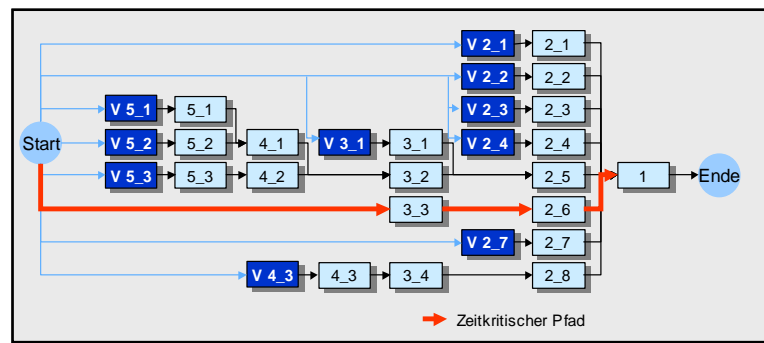 V 2_1 2_1
V 2_2 2_2
V 5_1 5_1 V 2_3 2_3
Start V 5_2 5_2 4_1 V 3_1 3_1 V 2_4 2_4
V 5_3 5_3 4_2 3_2 2_5 1 Ende
3_3 2_6
V 2_7 2_7
V 4_3 4_3 3_4 2_8
Zeitkritischer Pfad